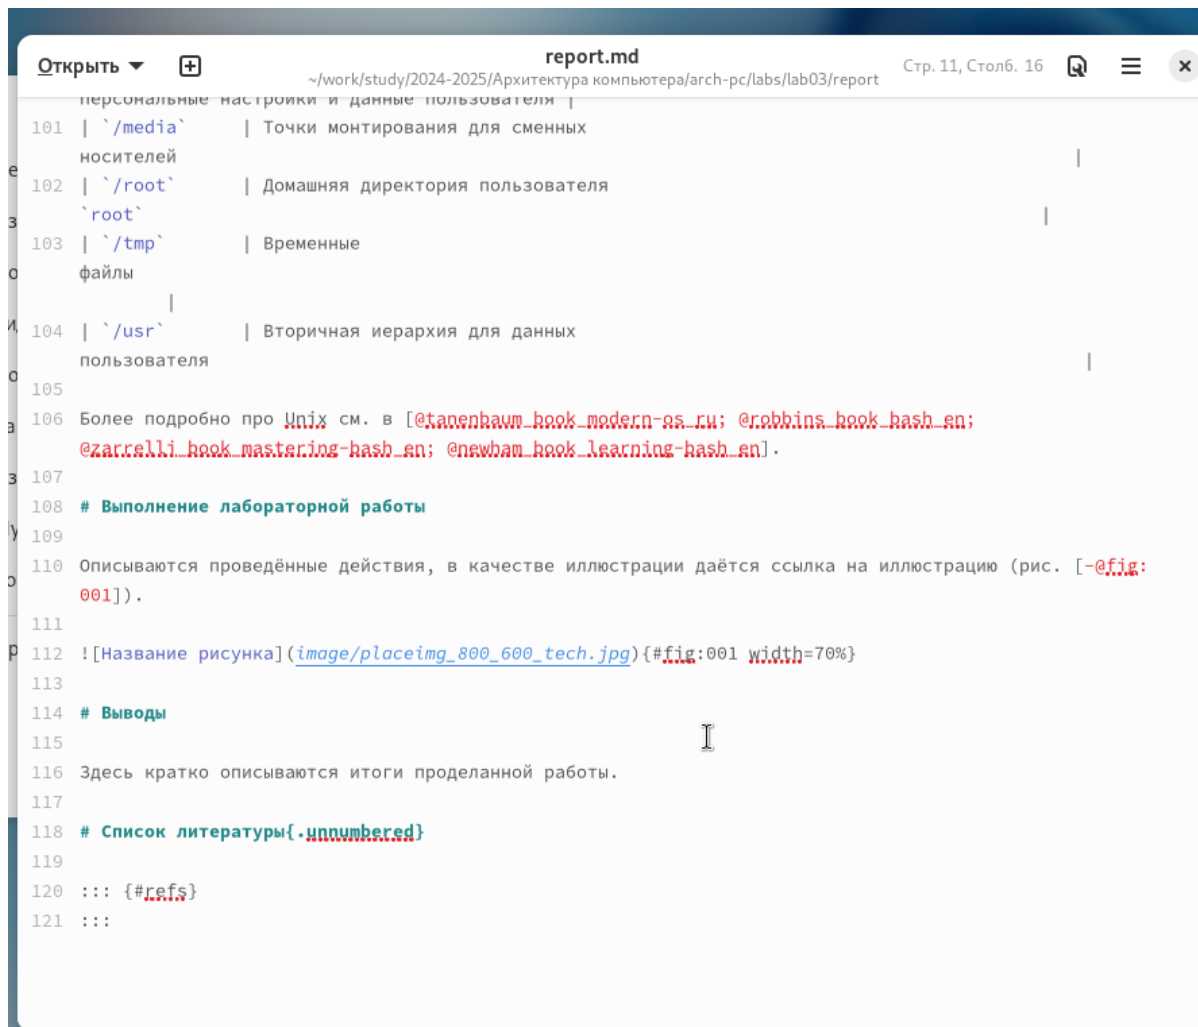 Открыть
report.md
~/work/study/2024-2025/Архитектура компьютера/arch-pc/labs/lab03/report
Стр. 11, Столб. 16
персональные настройки и данные пользователя |
101 | `/media` | Точки монтирования для сменных
носителей |
102 | `/root` | Домашняя директория пользователя
`root` |
103 | `/tmp` | Временные
файлы
|
104 | `/usr` | Вторичная иерархия для данных
пользователя |
105
106 Более подробно про Unix см. в [@tanenbaum_book_modern-os_ru; @robbins_book_bash_en;
@zarrelli_book_mastering-bash_en; @newham_book_learning-bash_en].
107
108 # Выполнение лабораторной работы
109
110 Описываются проведённые действия, в качестве иллюстрации даётся ссылка на иллюстрацию (рис. [-@fig:
001]).
111
112 ![Название рисунка](image/placeimg_800_600_tech.jpg){#fig:001 width=70%}
113
114 # Выводы
115
116 Здесь кратко описываются итоги проделанной работы.
117
118 # Список литературы{.unnumbered}
119
120 ::: {#refs}
121 :::